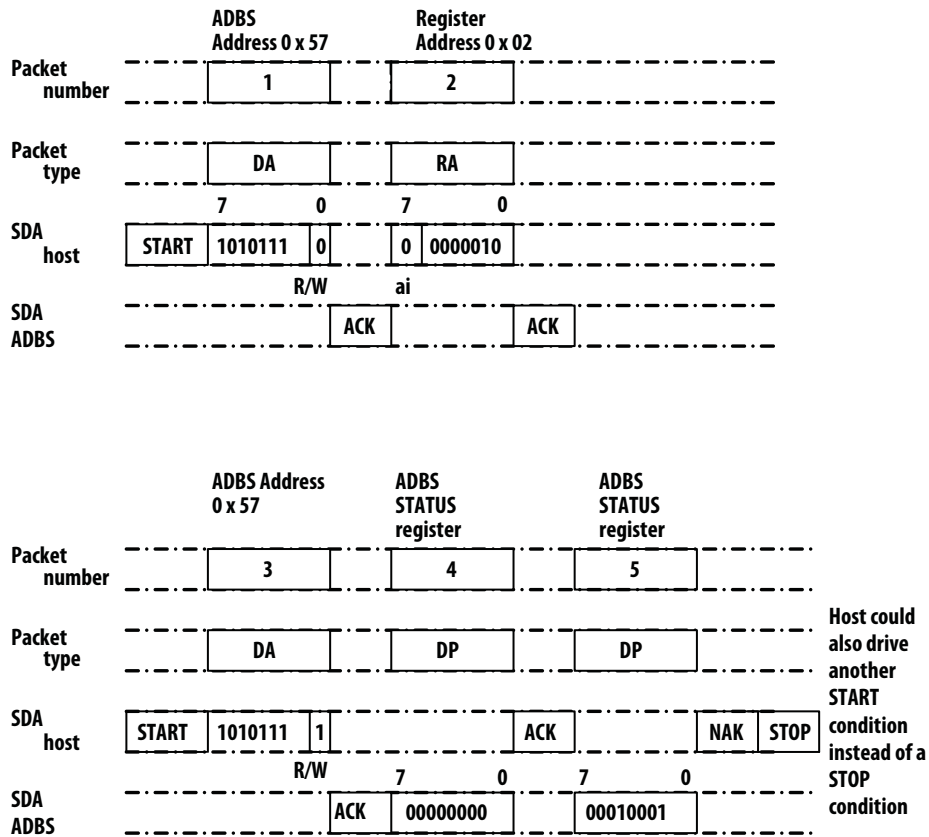 ADBS
Address 0 x 57
Register
Address 0 x 02
Packet
number
1
2
Packet
type
DA
RA
7 0 7 0
SDA
host
START 1010111 0
0 0000010
R/W ai
SDA
ADBS
ACK
ACK
ADBS Address
0 x 57
ADBS
STATUS
register
ADBS
STATUS
register
Packet
number
3
4
5
Packet
type
DA
DP
DP
SDA
host
START 1010111 1
ACK
NAK STOP
Host could
also drive
another
START
condition
instead of a
STOP
condition
R/W 7 0 7 0
SDA
ADBS
ACK 00000000
00010001